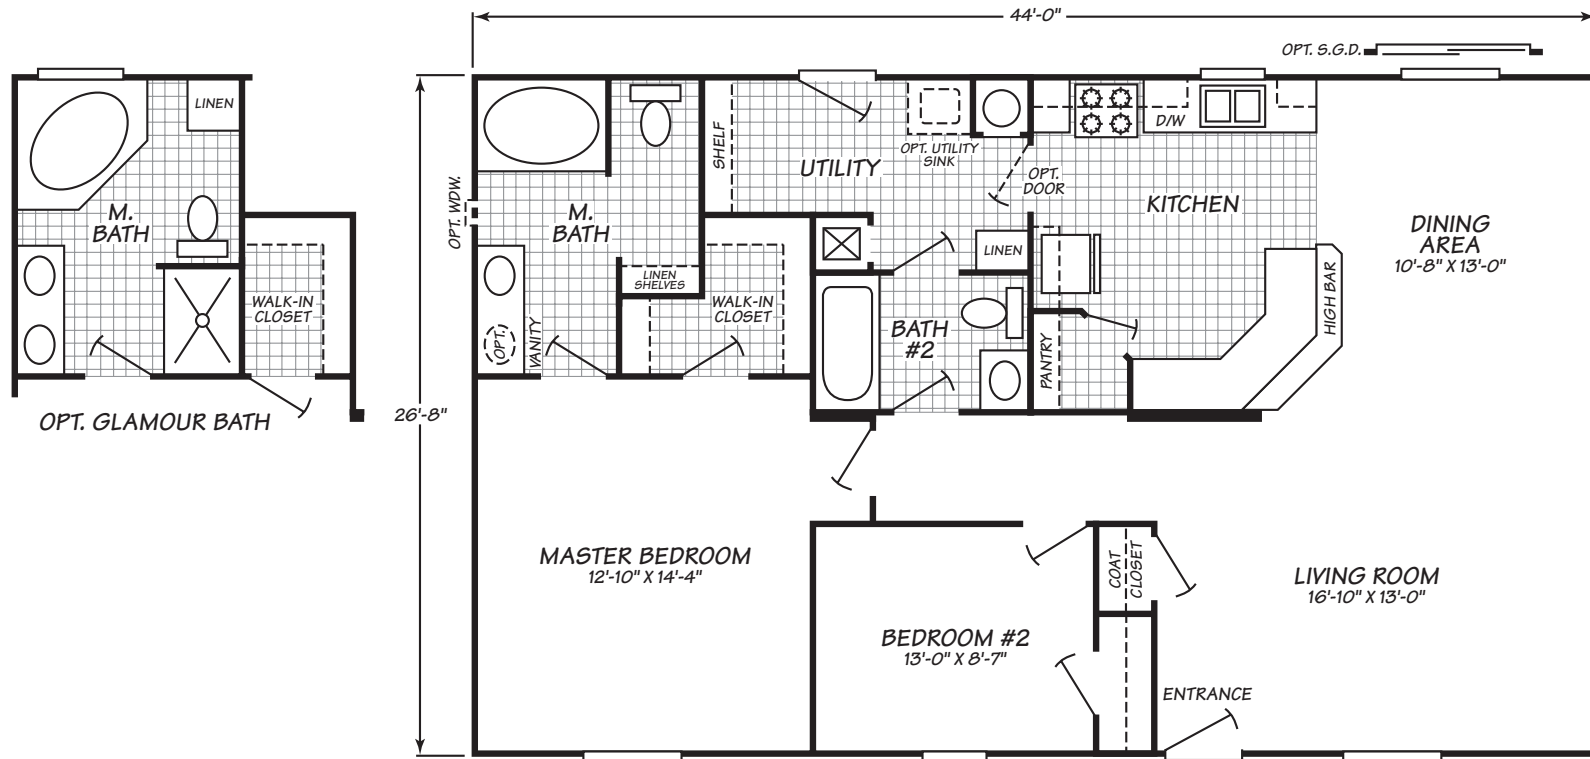 44'-0"
OPT. S.G.D.
LINEN
M.
BATH
WALK-IN
CLOSET
OPT. GLAMOUR BATH
26'-8"
OPT. WDW.
M.
BATH
LINEN
SHELVES
OPT.
VANITY
WALK-IN
CLOSET
SHELF
UTILITY
OPT. UTILITY
SINK
OPT.
DOOR
LINEN
BATH
#2
D/W
KITCHEN
PANTRY
HIGH BAR
DINING
AREA
10'-8" X 13'-0"
MASTER BEDROOM
12'-10" X 14'-4"
BEDROOM #2
13'-0" X 8'-7"
COAT
CLOSET
LIVING ROOM
16'-10" X 13'-0"
ENTRANCE